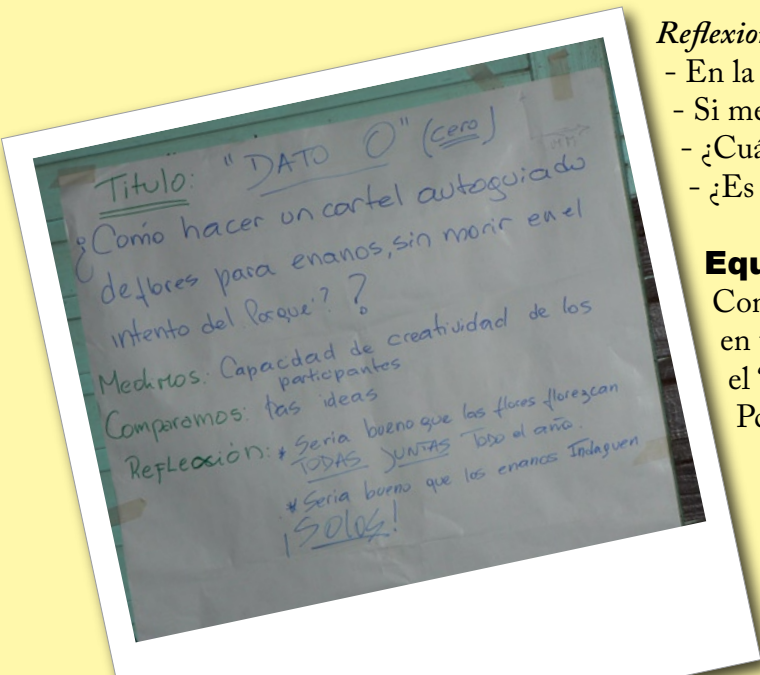 Titulo: "DATO O" (cero)
¿Como hacer un cartel autoguiado
de flores para enanos, sin morir en el
intento del Parque? ?
Medimos: Capacidad de creatividad de los
participantes
Comparamos: las ideas
Reflexión: * Seria bueno que las flores florezcan
TODAS JUNTAS TODO el año.
* Seria bueno que los enanos Indaguen
¡SOLOS!
Reflexion
- En la
- Si me
- ¿Cuá
- ¿Es
Equ
Con
en
el
Po